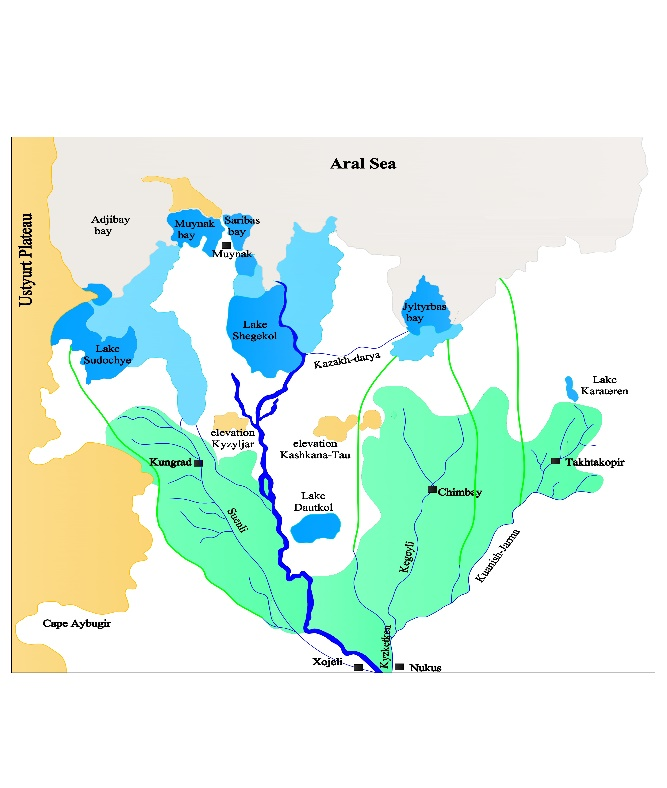 Aral Sea
Ustyurt Plateau
Adjibay
bay
Muynak
bay
Saribas
bay
Muynak
Lake
Shegekol
Jyltyrbas
bay
Lake
Sudochye
Kazakh-darya
Lake
Karateren
elevation
Kyzyljar
elevation
Kashkana-Tau
Kungrad
Takhtakopir
Chimbay
Lake
Dautkol
Suenli
Kegeyli
Kuanish-Jarma
Cape Aybugir
Kyzketken
Xojeli
Nukus